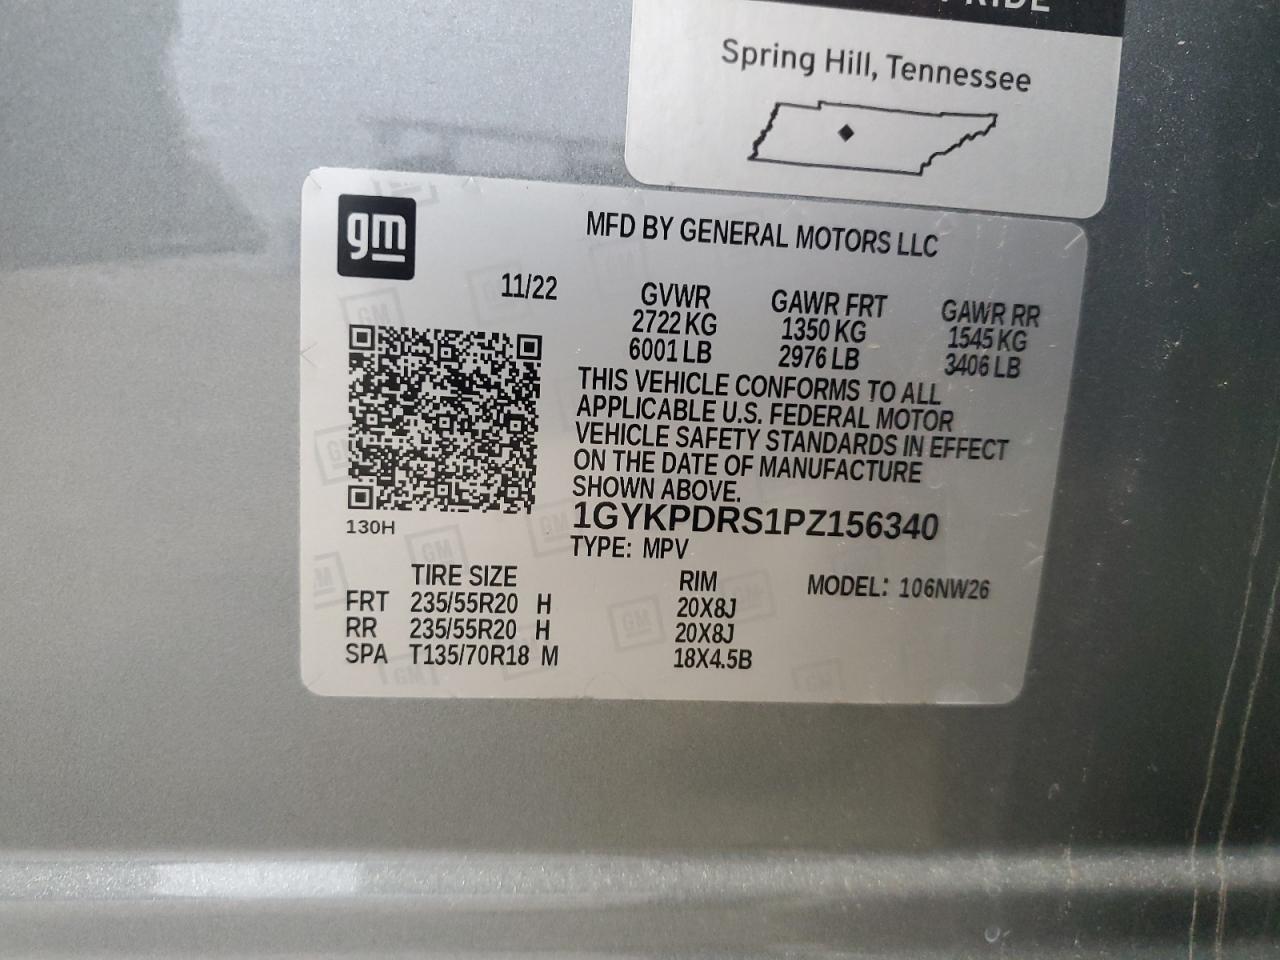 Spring Hill, Tennessee
gm
MFD BY GENERAL MOTORS LLC
11/22
GVWR GAWR FRT GAWR RR
2722 KG 1350 KG 1545 KG
6001 LB 2976 LB 3406 LB
THIS VEHICLE CONFORMS TO ALL
APPLICABLE U.S. FEDERAL MOTOR
VEHICLE SAFETY STANDARDS IN EFFECT
ON THE DATE OF MANUFACTURE
SHOWN ABOVE.
1GYKPDRS1PZ156340
130H
TYPE: MPV
TIRE SIZE RIM MODEL: 106NW26
FRT 235/55R20 H 20X8J
RR 235/55R20 H 20X8J
SPA T135/70R18 M 18X4.5B